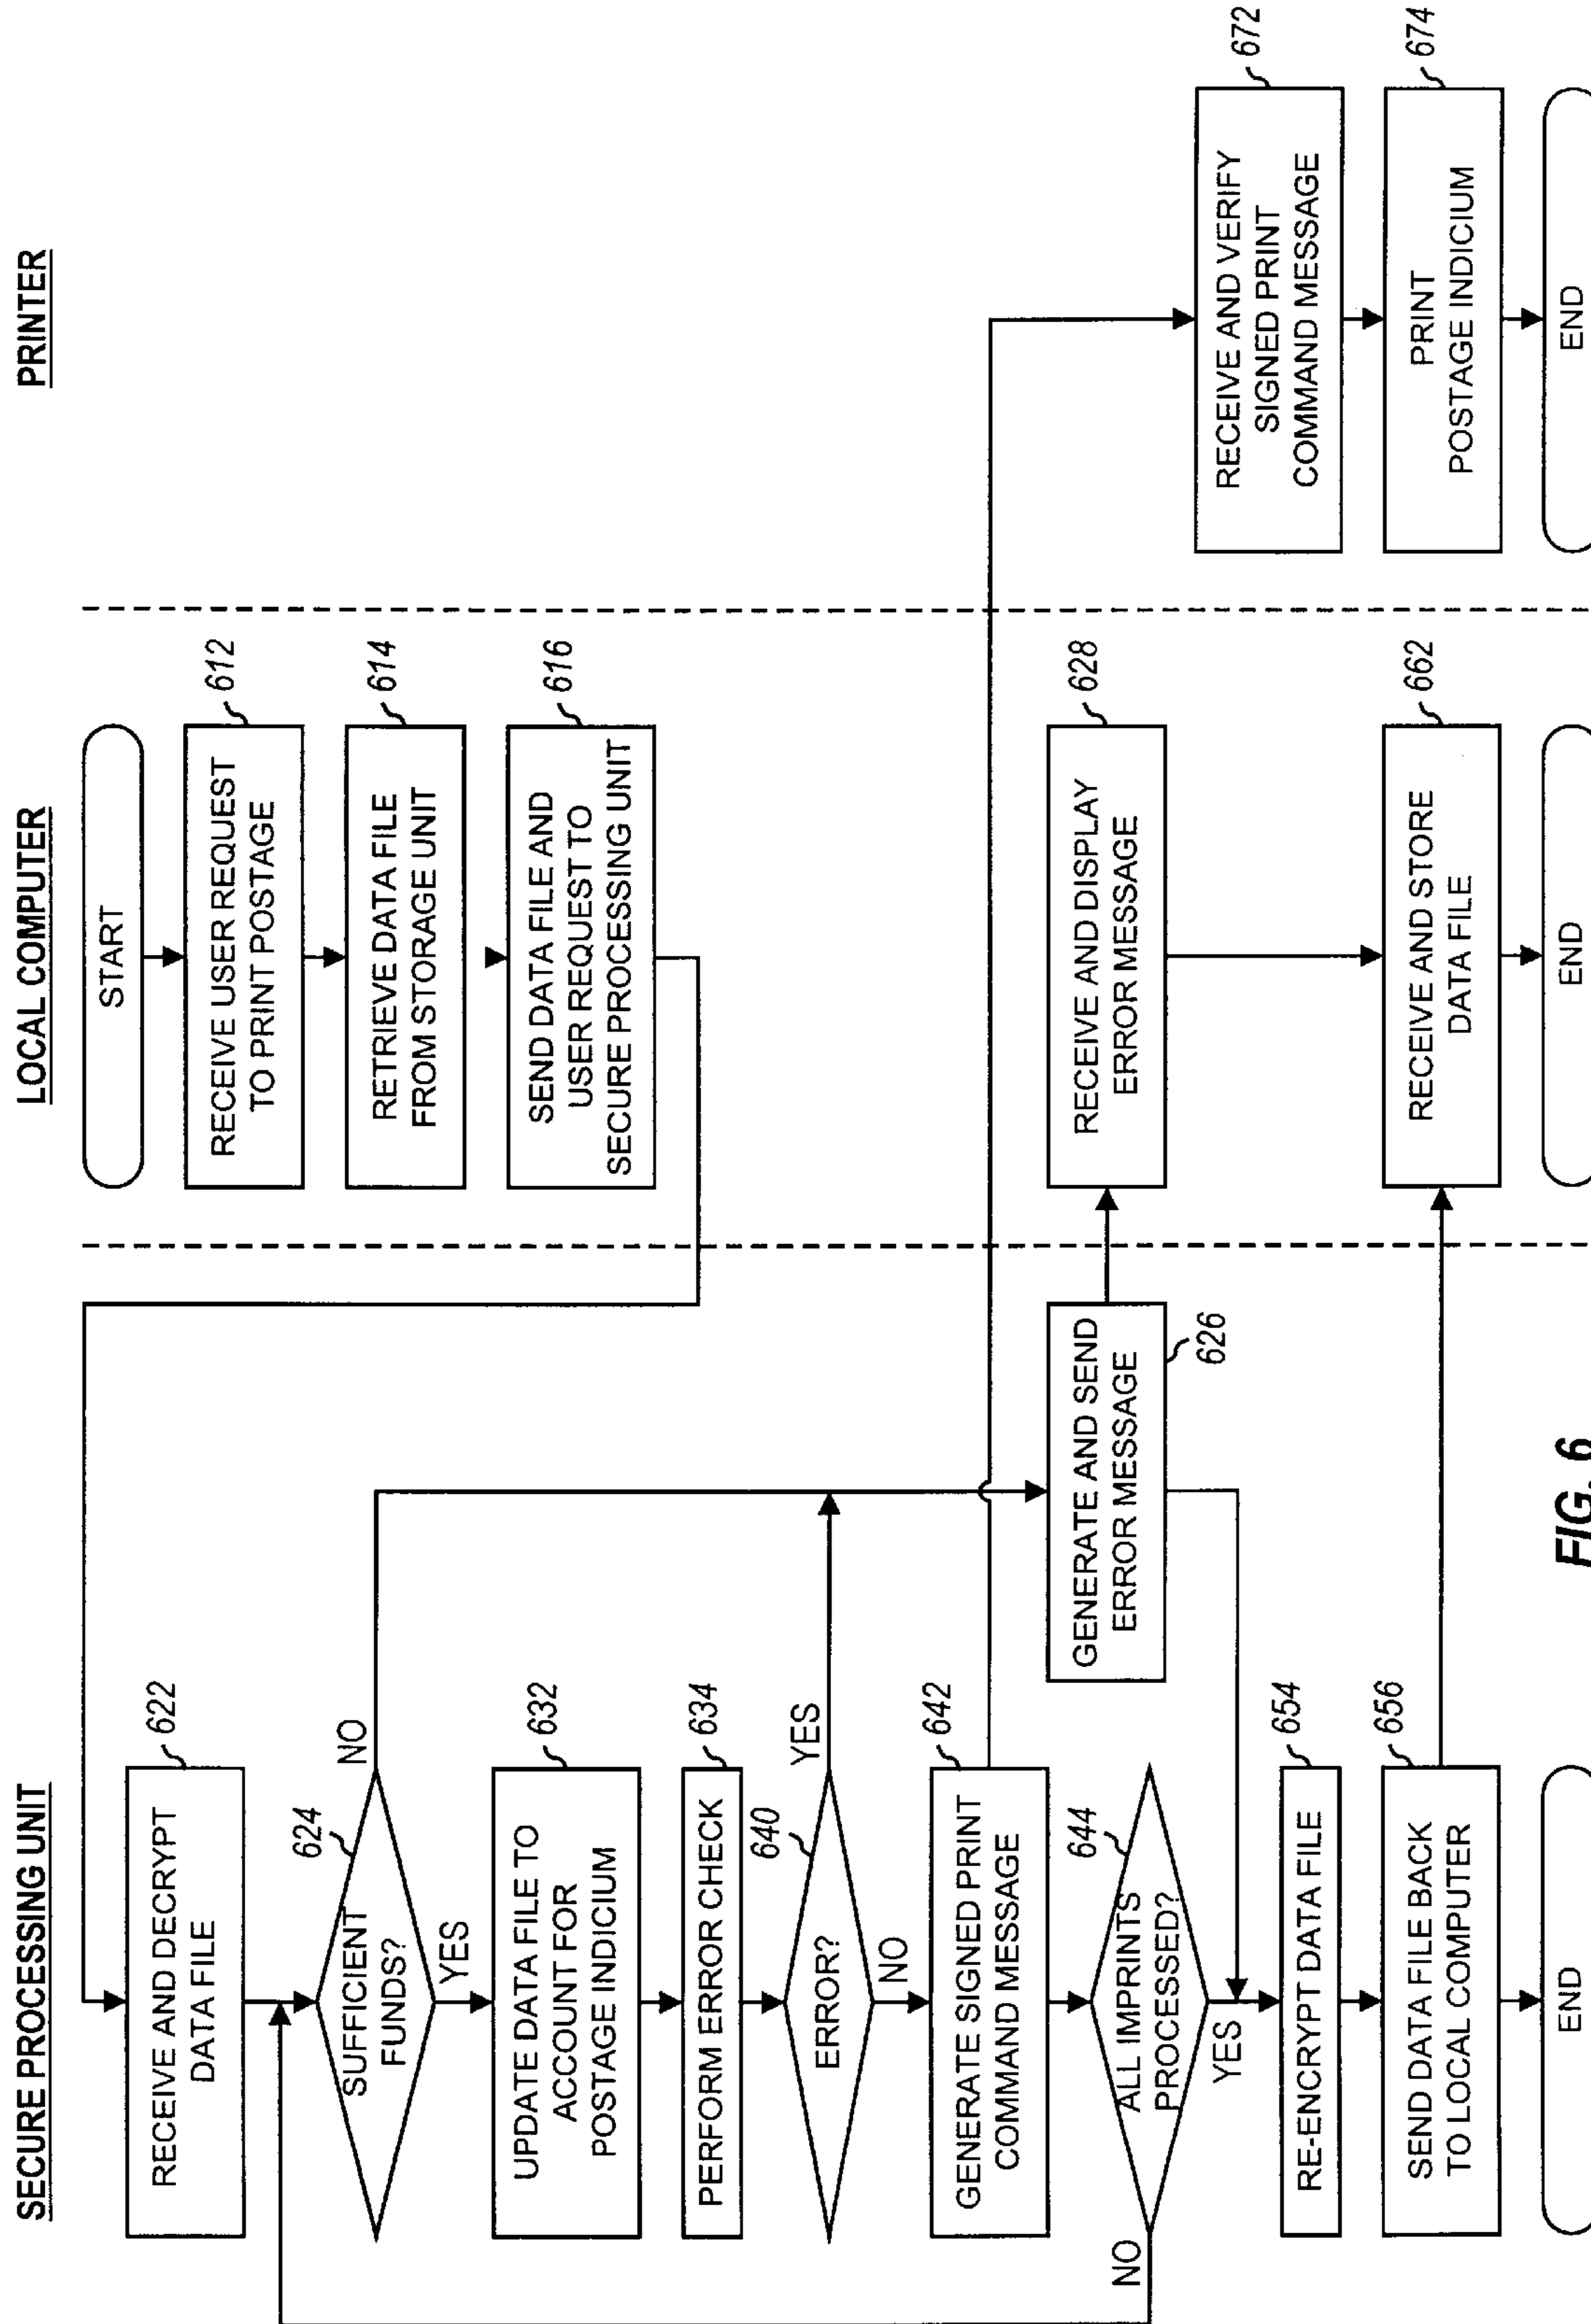 SECURE PROCESSING UNIT
LOCAL COMPUTER
PRINTER
START
RECEIVE USER REQUEST
TO PRINT POSTAGE
612
RETRIEVE DATA FILE
FROM STORAGE UNIT
614
SEND DATA FILE AND
USER REQUEST TO
SECURE PROCESSING UNIT
616
RECEIVE AND DECRYPT
DATA FILE
622
SUFFICIENT
FUNDS?
624
NO
YES
UPDATE DATA FILE TO
ACCOUNT FOR
POSTAGE INDICIUM
632
PERFORM ERROR CHECK
634
ERROR?
640
YES
NO
GENERATE SIGNED PRINT
COMMAND MESSAGE
642
ALL IMPRINTS
PROCESSED?
644
NO
YES
GENERATE AND SEND
ERROR MESSAGE
626
RECEIVE AND DISPLAY
ERROR MESSAGE
628
RE-ENCRYPT DATA FILE
654
SEND DATA FILE BACK
TO LOCAL COMPUTER
656
END
RECEIVE AND STORE
DATA FILE
662
END
RECEIVE AND VERIFY
SIGNED PRINT
COMMAND MESSAGE
672
PRINT
POSTAGE INDICIUM
674
END
FIG. 6